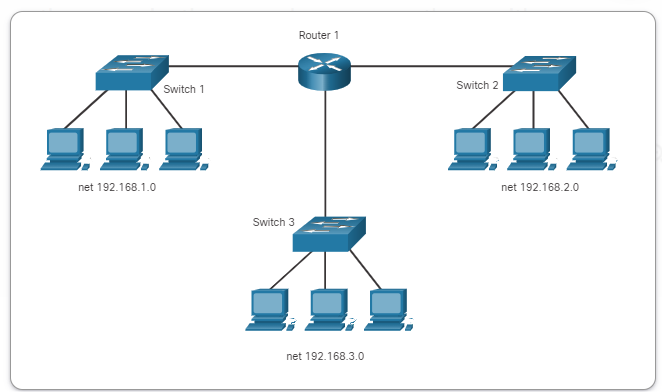 Router 1
Switch 1
Switch 2
net 192.168.1.0
net 192.168.2.0
Switch 3
net 192.168.3.0